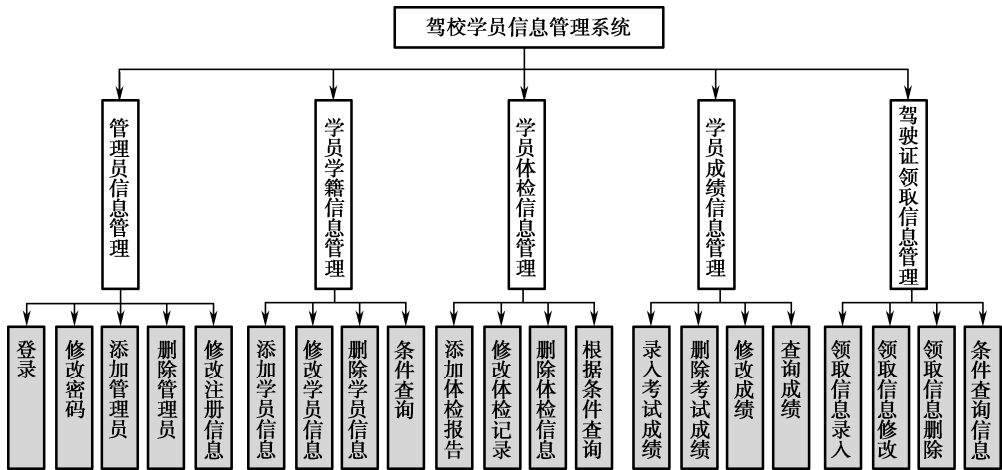 驾校学员信息管理系统
管理员信息管理
学员学籍信息管理
学员体检信息管理
学员成绩信息管理
驾驶证领取信息管理
登录
修改密码
添加管理员
删除管理员
修改注册信息
添加学员信息
修改学员信息
删除学员信息
条件查询
添加体检报告
修改体检记录
删除体检信息
根据条件查询
录入考试成绩
删除考试成绩
修改成绩
查询成绩
领取信息录入
领取信息修改
领取信息删除
条件查询信息